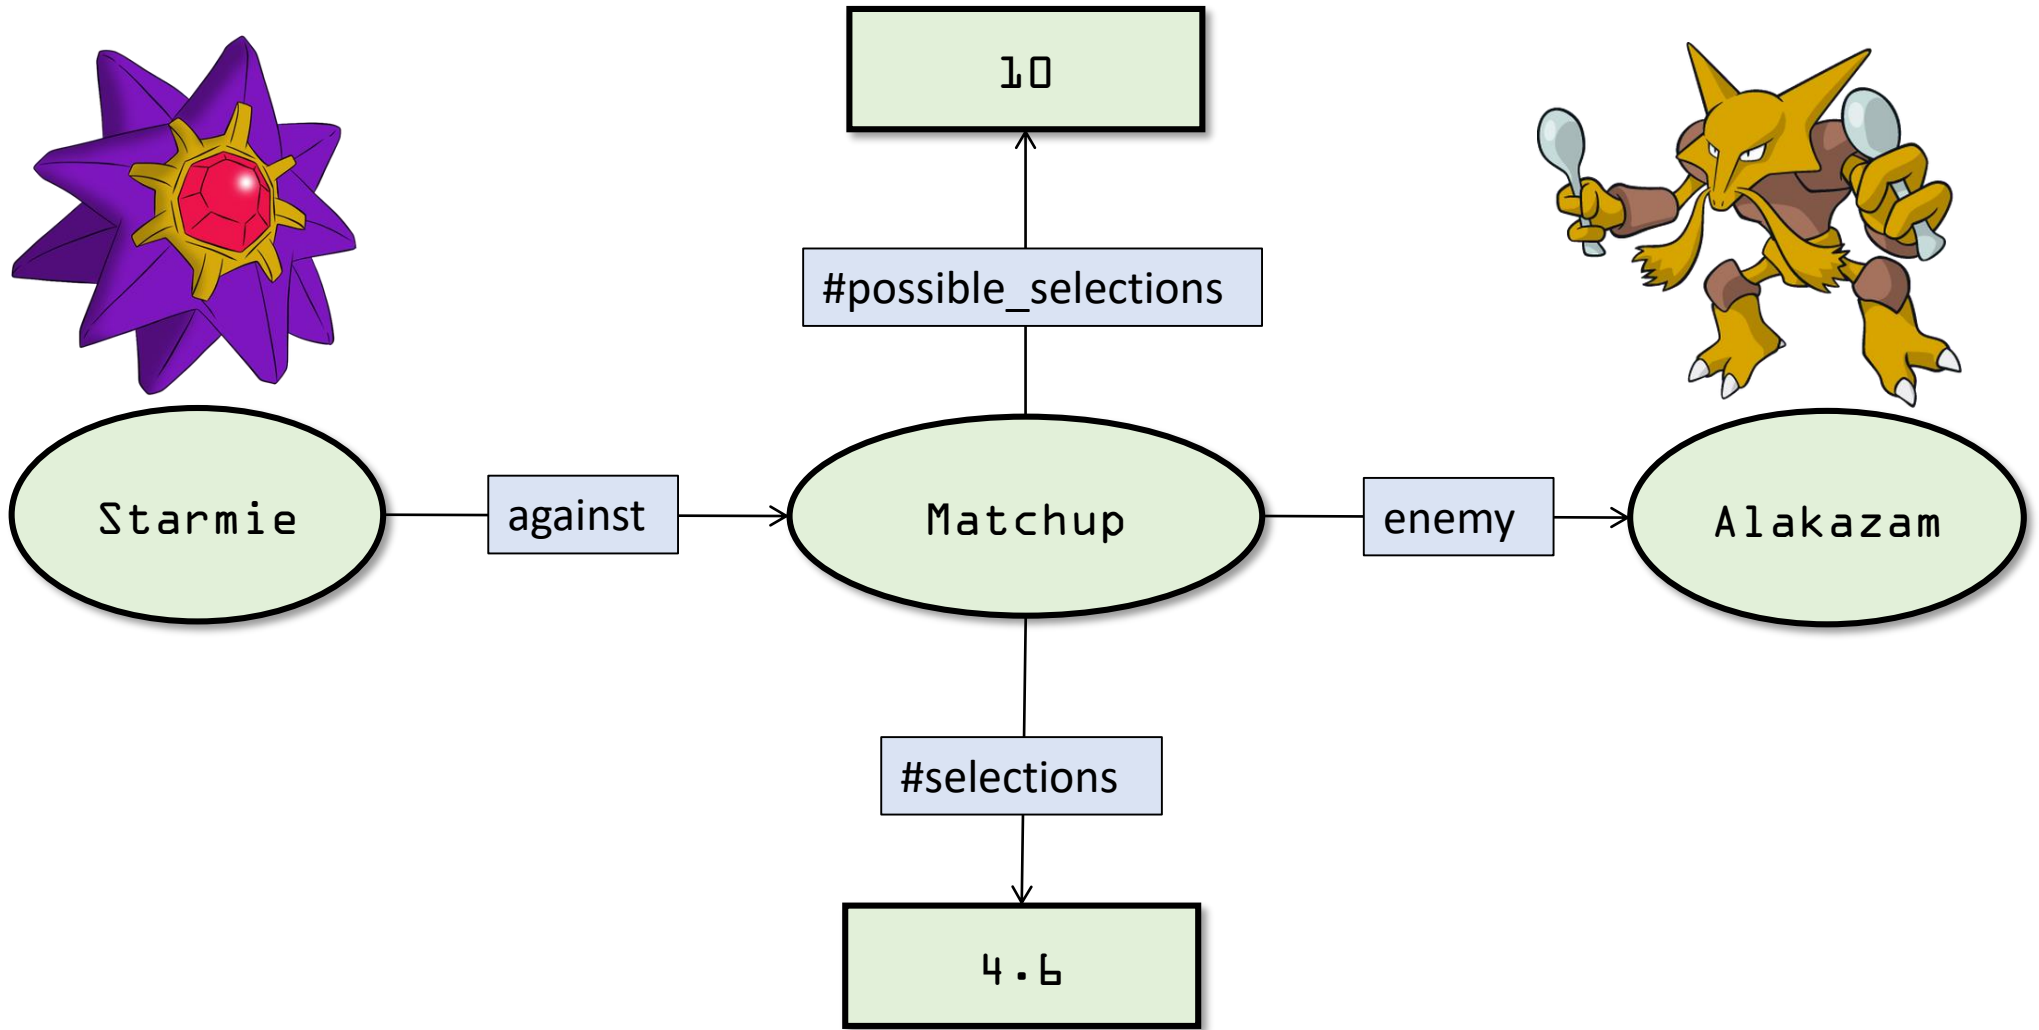 10
#possible_selections
Starmie
against
Matchup
enemy
Alakazam
#selections
4.6